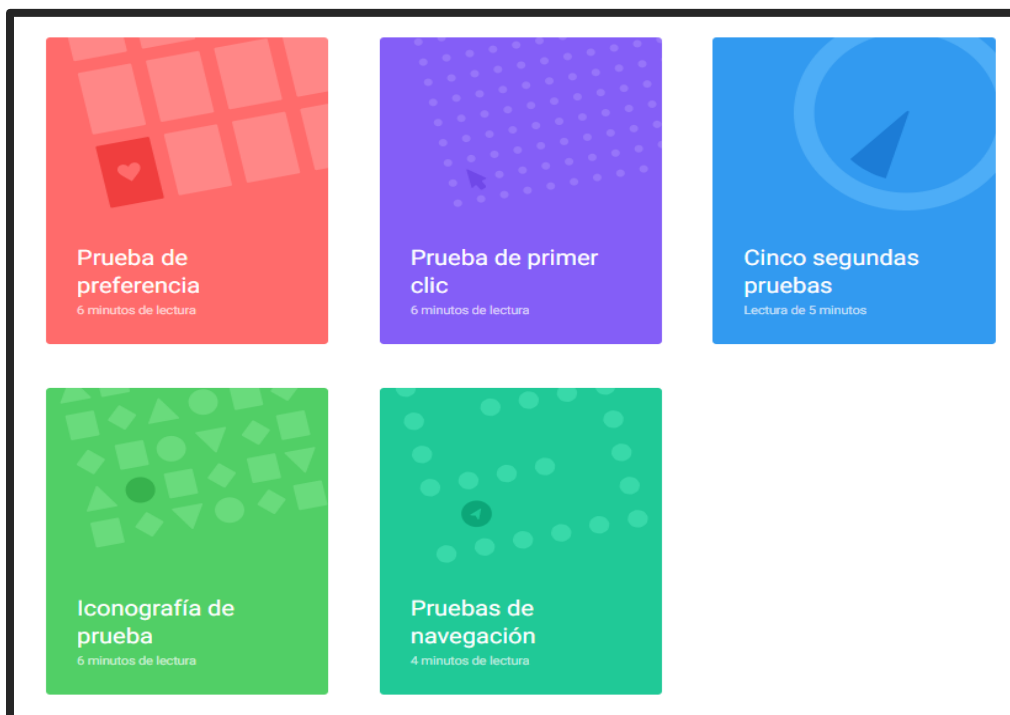 Prueba de
preferencia
6 minutos de lectura
Prueba de primer
clic
6 minutos de lectura
Cinco segundas
pruebas
Lectura de 5 minutos
Iconografía de
prueba
6 minutos de lectura
Pruebas de
navegación
4 minutos de lectura